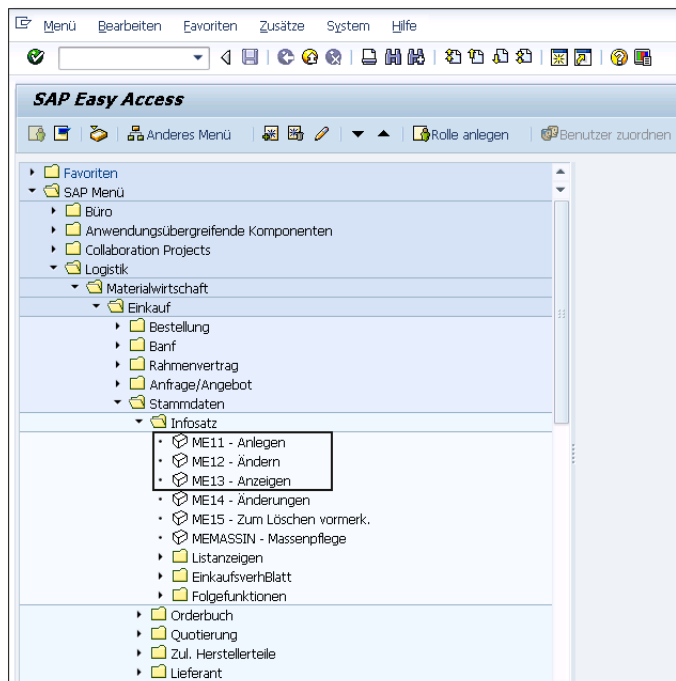 Menü Bearbeiten Favoriten Zusätze System Hilfe
SAP Easy Access
Anderes Menü Rolle anlegen Benutzer zuordnen
Favoriten
SAP Menü
Büro
Anwendungsübergreifende Komponenten
Collaboration Projects
Logistik
Materialwirtschaft
Einkauf
Bestellung
Banf
Rahmenvertrag
Anfrage/Angebot
Stammdaten
Infosatz
ME11 - Anlegen
ME12 - Ändern
ME13 - Anzeigen
ME14 - Änderungen
ME15 - Zum Löschen vormerk.
MEMASSIN - Massenpflege
Listanzeigen
EinkaufsverhBlatt
Folgefunktionen
Orderbuch
Quotierung
Zul. Herstellerteile
Lieferant